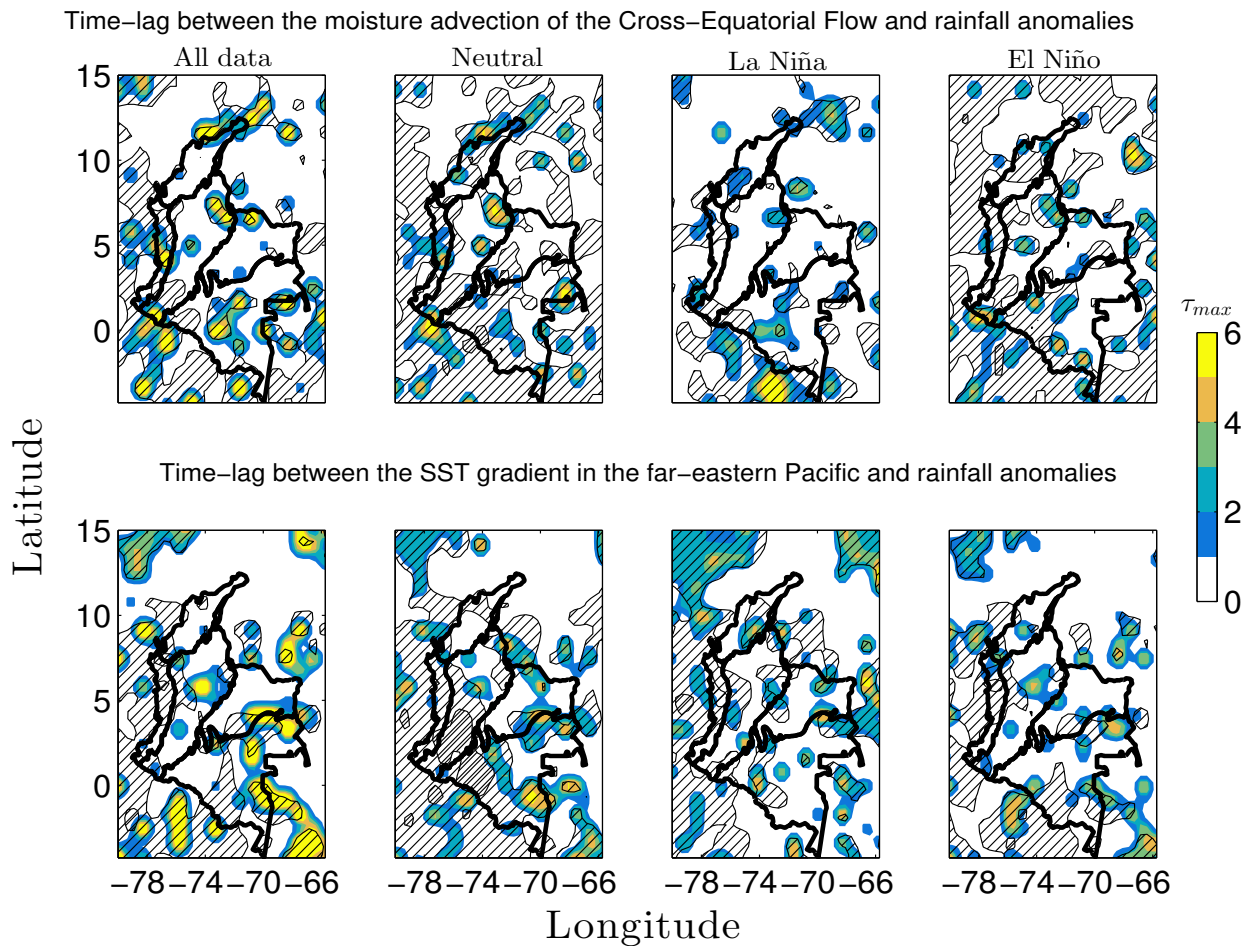 Time−lag between the moisture advection of the Cross−Equatorial Flow and rainfall anomalies
All data Neutral La Niña El Niño
15
10
5
0
τmax
6
4
2
0
Latitude
Time−lag between the SST gradient in the far−eastern Pacific and rainfall anomalies
15
10
5
0
−78 −74 −70 −66 −78 −74 −70 −66 −78 −74 −70 −66 −78 −74 −70 −66
Longitude